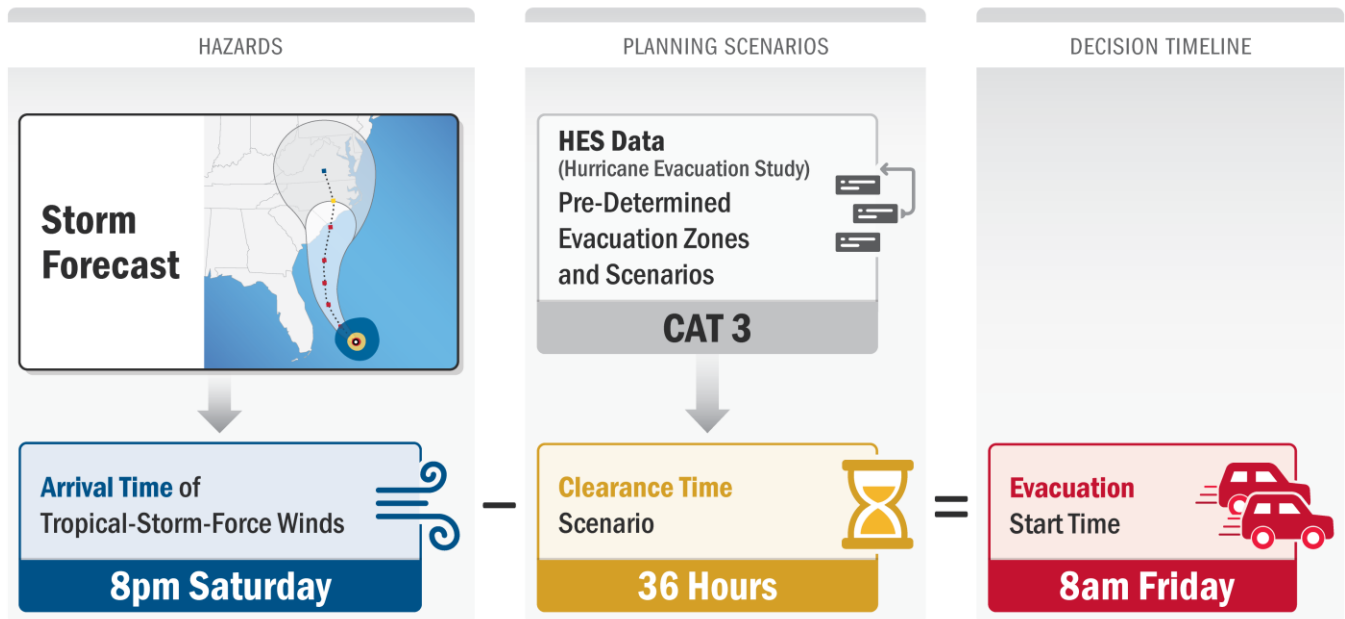 HAZARDS
Storm
Forecast
Arrival Time of
Tropical-Storm-Force Winds
8pm Saturday
–
PLANNING SCENARIOS
HES Data
(Hurricane Evacuation Study)
Pre-Determined
Evacuation Zones
and Scenarios
CAT 3
Clearance Time
Scenario
36 Hours
=
DECISION TIMELINE
Evacuation
Start Time
8am Friday